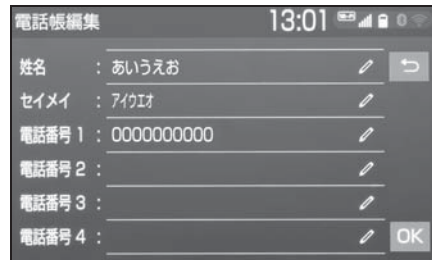 電話帳編集 13:01
姓名 : あいうえお
セイメイ : ｱｲｳｴｵ
電話番号 1 : 0000000000
電話番号 2 :
電話番号 3 :
電話番号 4 :
OK